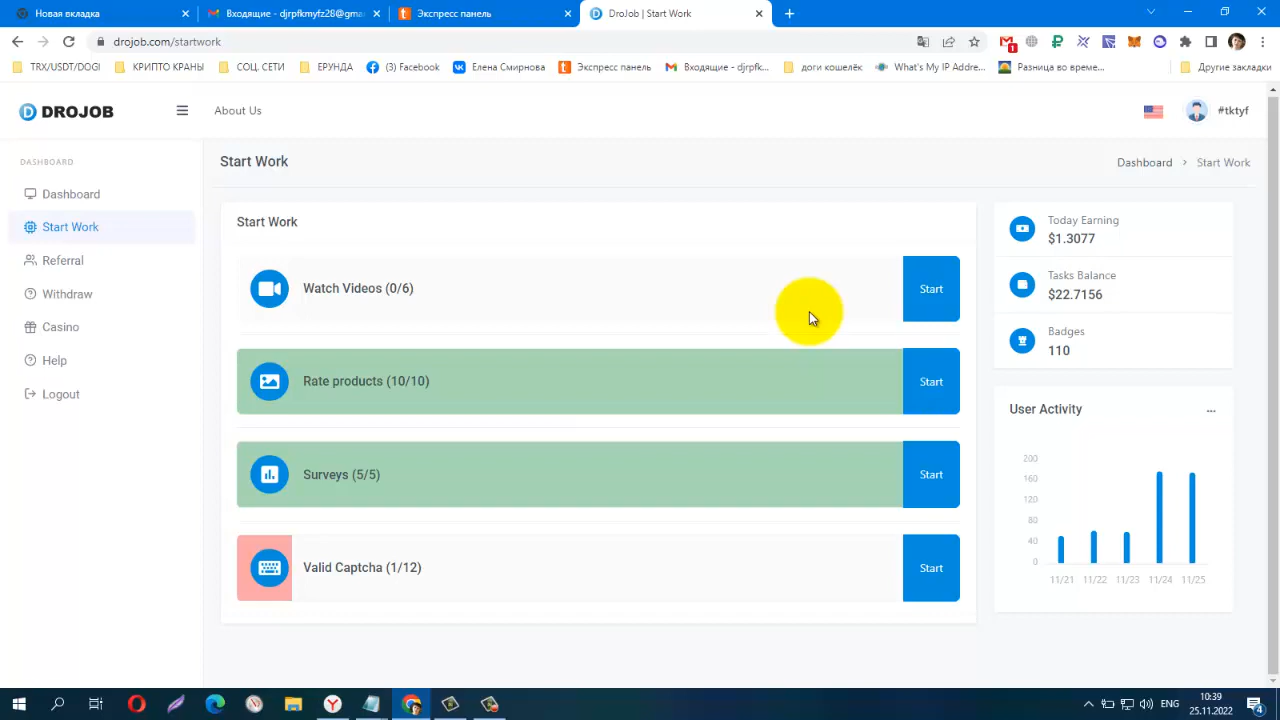 Новая вкладка
Входящие - djrpfkmyfz28@gma
Экспресс панель
DroJob | Start Work
drojob.com/startwork
TRX/USDT/DOGI
КРИПТО КРАНЫ
СОЦ. СЕТИ
ЕРУНДА
(3) Facebook
Елена Смирнова
Экспресс панель
Входящие - djrpfk...
доги кошелёк
What's My IP Addre...
Разница во време...
Другие закладки
DROJOB
About Us
#tktyf
DASHBOARD
Dashboard
Start Work
Referral
Withdraw
Casino
Help
Logout
Start Work
Dashboard > Start Work
Start Work
Watch Videos (0/6)
Start
Rate products (10/10)
Start
Surveys (5/5)
Start
Valid Captcha (1/12)
Start
Today Earning
$1.3077
Tasks Balance
$22.7156
Badges
110
User Activity
...
200
160
120
80
40
0
11/21 11/22 11/23 11/24 11/25
ENG
10:39
25.11.2022
4